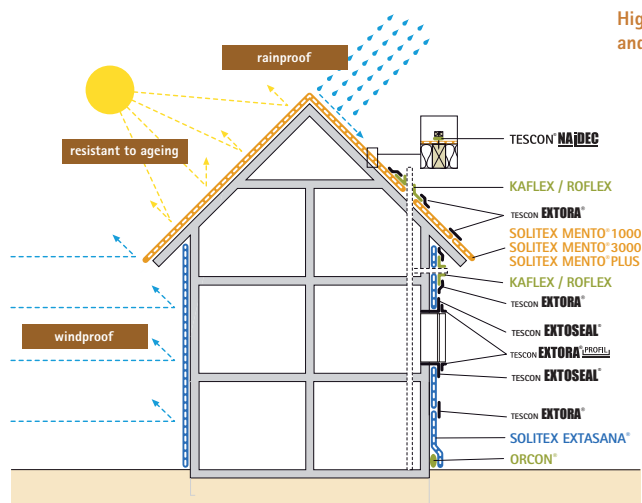 Hig
and
rainproof
resistant to ageing
windproof
TESCON® NAIDEC
KAFLEX / ROFLEX
TESCON EXTORA®
SOLITEX MENTO® 1000
SOLITEX MENTO® 3000
SOLITEX MENTO® PLUS
KAFLEX / ROFLEX
TESCON EXTORA®
TESCON EXTOSEAL®
TESCON EXTORA® PROFIL
TESCON EXTOSEAL®
TESCON EXTORA®
SOLITEX EXTASANA®
ORCON®